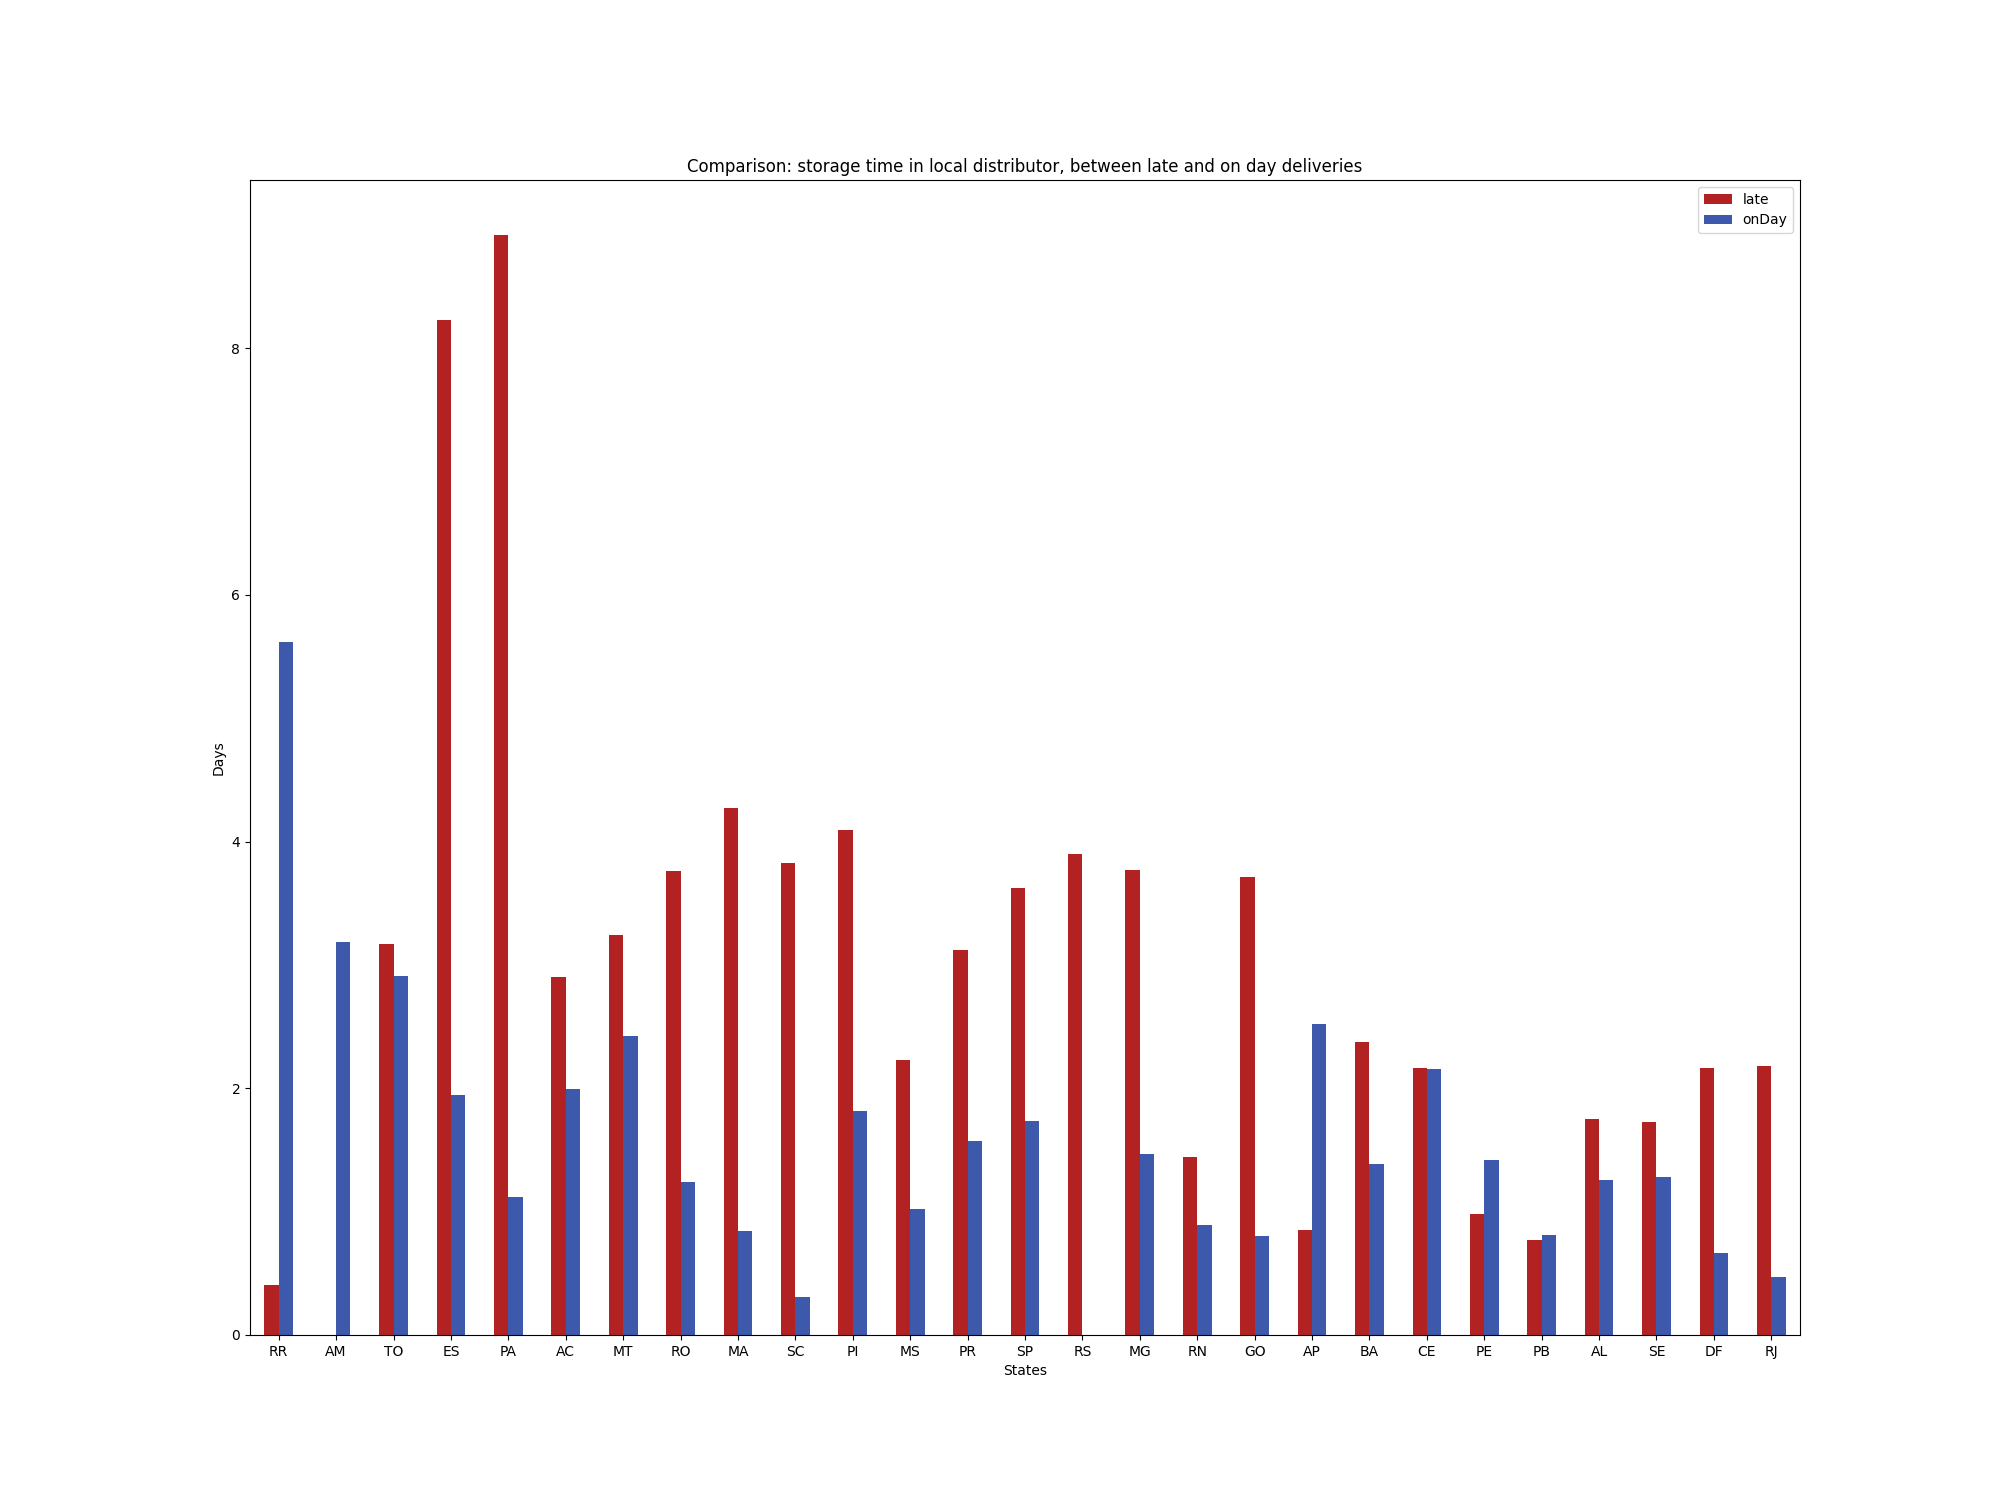 Comparison: storage time in local distributor, between late and on day deliveries
late
onDay
8
6
4
2
0
Days
RR AM TO ES PA AC MT RO MA SC PI MS PR SP RS MG RN GO AP BA CE PE PB AL SE DF RJ
States